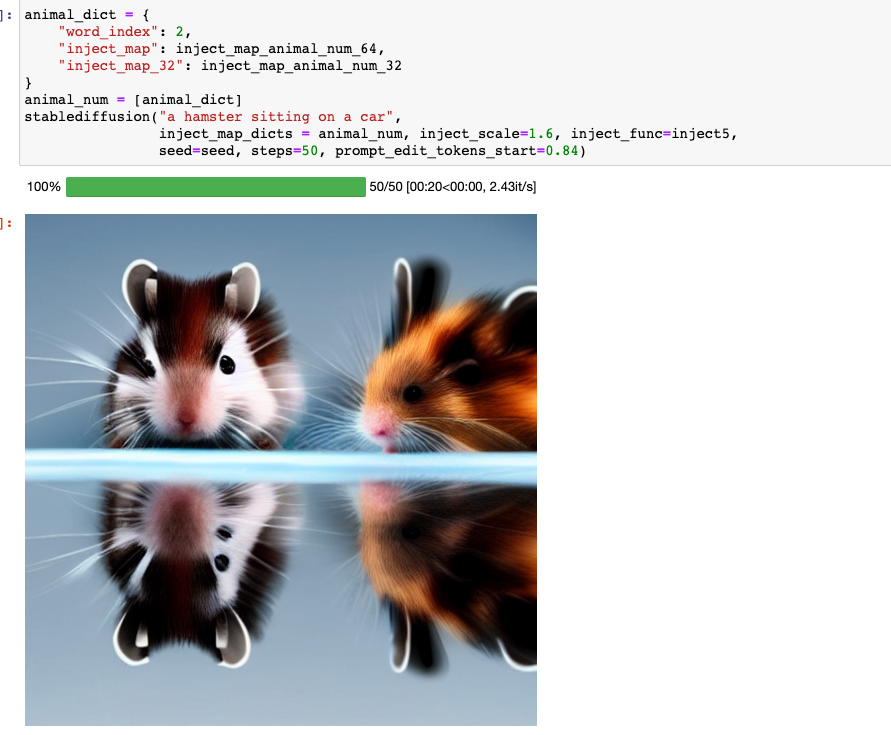 ]:
animal_dict = {
"word_index": 2,
"inject_map": inject_map_animal_num_64,
"inject_map_32": inject_map_animal_num_32
}
animal_num = [animal_dict]
stablediffusion("a hamster sitting on a car",
inject_map_dicts = animal_num, inject_scale=1.6, inject_func=inject5,
seed=seed, steps=50, prompt_edit_tokens_start=0.84)
100% 50/50 [00:20<00:00, 2.43it/s]
]: